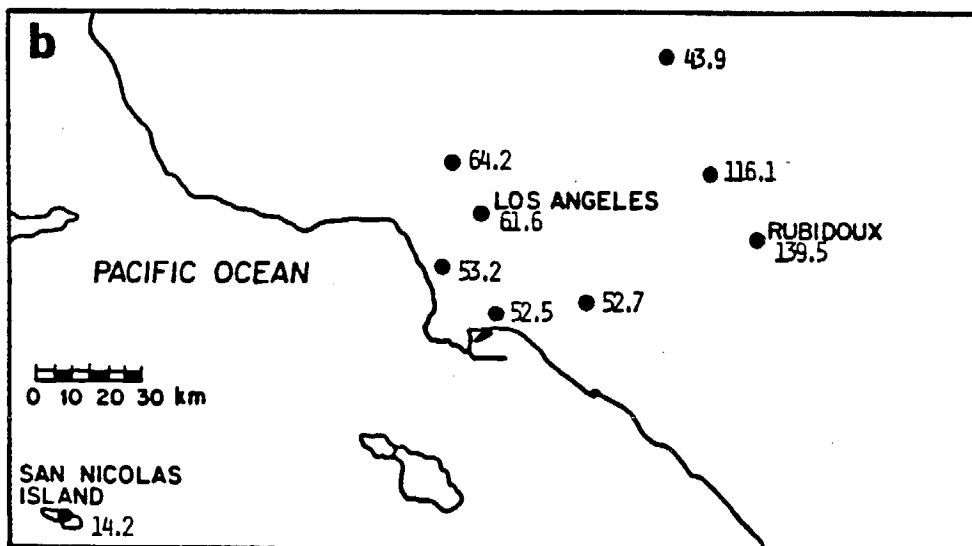 b
43.9
64.2
116.1
LOS ANGELES
61.6
RUBIDOUX
139.5
PACIFIC OCEAN
53.2
52.5
52.7
0 10 20 30 km
SAN NICOLAS
ISLAND
14.2